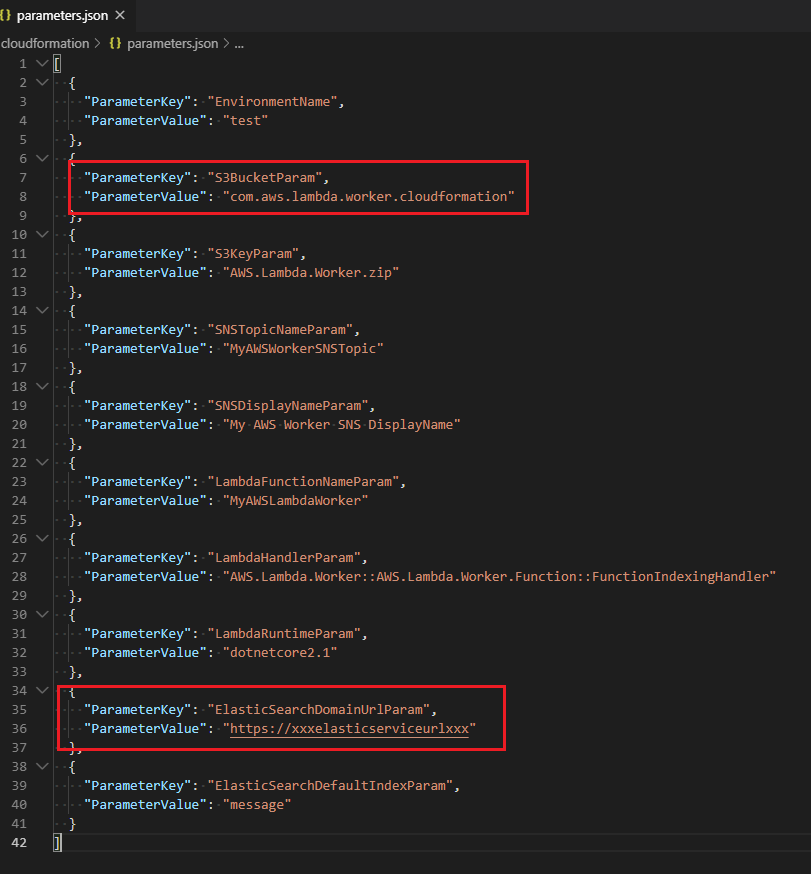 {} parameters.json ×
cloudformation > {} parameters.json > ...
1 [
2 {
3 "ParameterKey": "EnvironmentName",
4 "ParameterValue": "test"
5 },
6 {
7 "ParameterKey": "S3BucketParam",
8 "ParameterValue": "com.aws.lambda.worker.cloudformation"
9 },
10 {
11 "ParameterKey": "S3KeyParam",
12 "ParameterValue": "AWS.Lambda.Worker.zip"
13 },
14 {
15 "ParameterKey": "SNSTopicNameParam",
16 "ParameterValue": "MyAWSWorkerSNSTopic"
17 },
18 {
19 "ParameterKey": "SNSDisplayNameParam",
20 "ParameterValue": "My AWS Worker SNS DisplayName"
21 },
22 {
23 "ParameterKey": "LambdaFunctionNameParam",
24 "ParameterValue": "MyAWSLambdaWorker"
25 },
26 {
27 "ParameterKey": "LambdaHandlerParam",
28 "ParameterValue": "AWS.Lambda.Worker::AWS.Lambda.Worker.Function::FunctionIndexingHandler"
29 },
30 {
31 "ParameterKey": "LambdaRuntimeParam",
32 "ParameterValue": "dotnetcore2.1"
33 },
34 {
35 "ParameterKey": "ElasticSearchDomainUrlParam",
36 "ParameterValue": "https://xxxelasticserviceurlxxx"
37 },
38 {
39 "ParameterKey": "ElasticSearchDefaultIndexParam",
40 "ParameterValue": "message"
41 }
42 ]